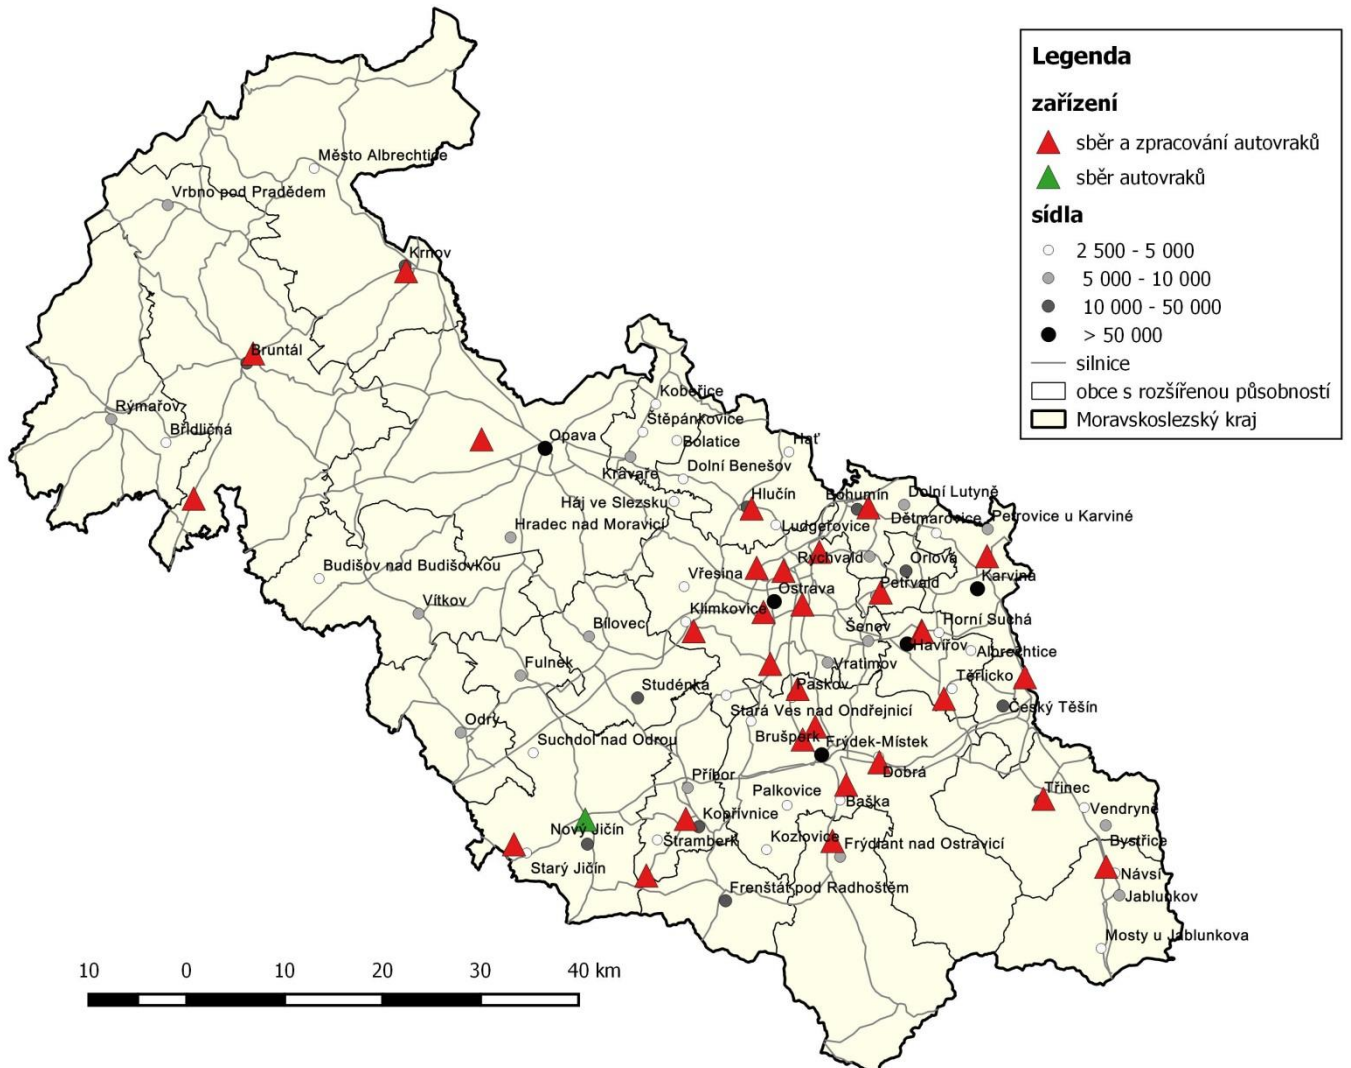 Legenda
zařízení
sběr a zpracování autovraků
sběr autovraků
sídla
2 500 - 5 000
5 000 - 10 000
10 000 - 50 000
> 50 000
silnice
obce s rozšířenou působností
Moravskoslezský kraj
Město Albrechtice
Vrbno pod Pradědem
Krnov
Bruntál
Rýmařov
Břidličná
Opava
Kobeřice
Štěpánkovice
Bolatice
Hať
Kravaře
Dolní Benešov
Háj ve Slezsku
Hlučín
Bohumín
Dolní Lutyně
Hradec nad Moravicí
Ludgeřovice
Dětmarovice
Petrovice u Karviné
Budišov nad Budišovkou
Vřesina
Rychvald
Orlová
Karviná
Vítkov
Ostrava
Petřvald
Klimkovice
Bílovec
Šenov
Horní Suchá
Havířov
Albrechtice
Fulnek
Vratimov
Studénka
Paskov
Těrlicko
Český Těšín
Odry
Stará Ves nad Ondřejnicí
Suchdol nad Odrou
Brušperk
Frýdek-Místek
Dobrá
Příbor
Palkovice
Baška
Třinec
Vendryně
Nový Jičín
Kopřivnice
Štramberk
Kozlovice
Frýdlant nad Ostravicí
Bystřice
Starý Jičín
Návsí
Frenštát pod Radhoštěm
Jablunkov
Mosty u Jablunkova
10 0 10 20 30 40 km